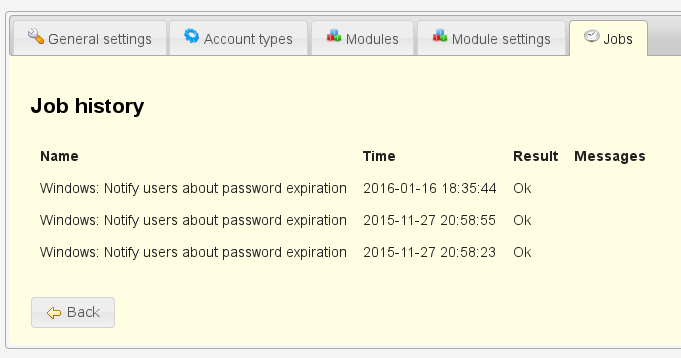 General settings Account types Modules Module settings Jobs
Job history
Name Time Result Messages
Windows: Notify users about password expiration 2016-01-16 18:35:44 Ok
Windows: Notify users about password expiration 2015-11-27 20:58:55 Ok
Windows: Notify users about password expiration 2015-11-27 20:58:23 Ok
Back